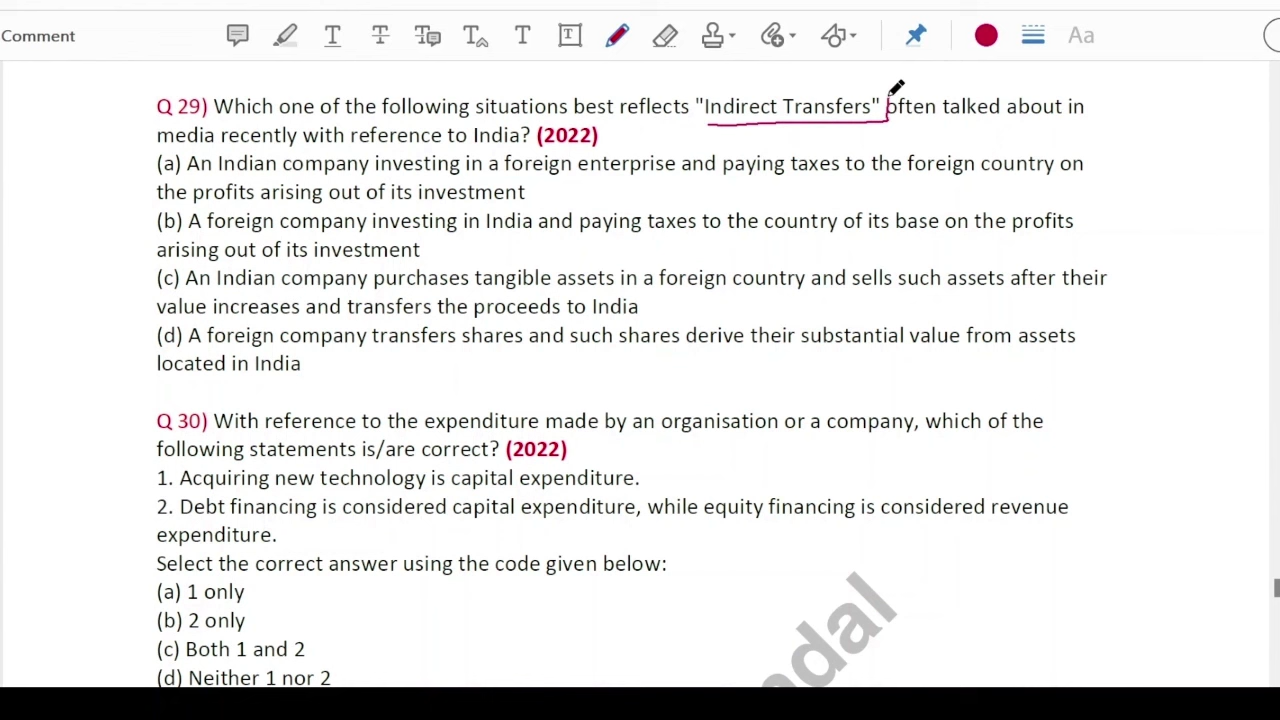 Comment
Aa
Q 29) Which one of the following situations best reflects "Indirect Transfers" often talked about in
media recently with reference to India? (2022)
(a) An Indian company investing in a foreign enterprise and paying taxes to the foreign country on
the profits arising out of its investment
(b) A foreign company investing in India and paying taxes to the country of its base on the profits
arising out of its investment
(c) An Indian company purchases tangible assets in a foreign country and sells such assets after their
value increases and transfers the proceeds to India
(d) A foreign company transfers shares and such shares derive their substantial value from assets
located in India
Q 30) With reference to the expenditure made by an organisation or a company, which of the
following statements is/are correct? (2022)
1. Acquiring new technology is capital expenditure.
2. Debt financing is considered capital expenditure, while equity financing is considered revenue
expenditure.
Select the correct answer using the code given below:
(a) 1 only
(b) 2 only
(c) Both 1 and 2
(d) Neither 1 nor 2